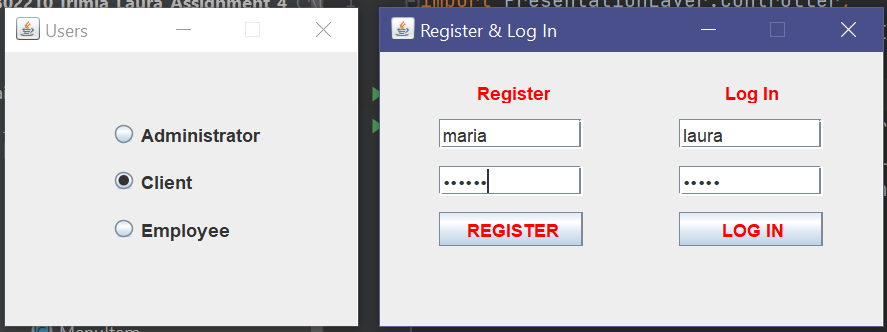 302210 Irimia Laura Assignment 4
import PresentationLayer.Controller;
Users
Administrator
Client
Employee
Register & Log In
Register
Log In
maria
laura
••••••
•••••
REGISTER
LOG IN
MenuItem